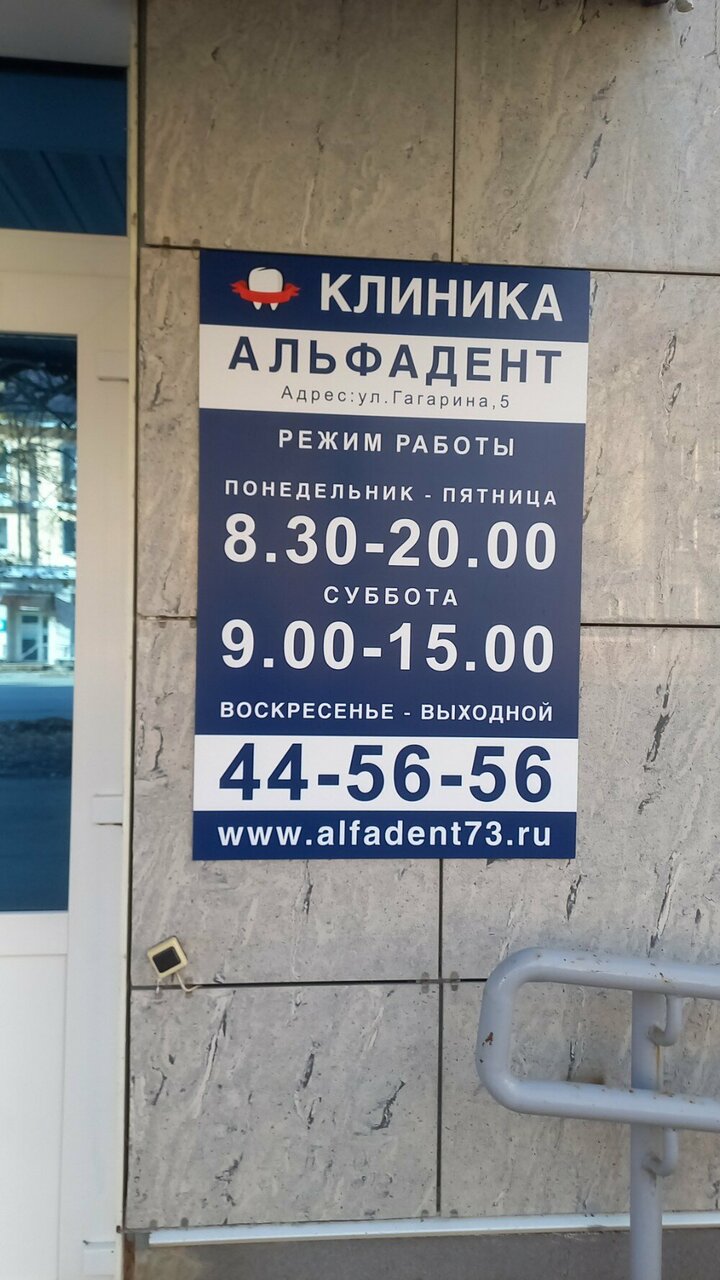 КЛИНИКА
АЛЬФАДЕНТ
Адрес:ул.Гагарина,5
РЕЖИМ РАБОТЫ
ПОНЕДЕЛЬНИК - ПЯТНИЦА
8.30-20.00
СУББОТА
9.00-15.00
ВОСКРЕСЕНЬЕ - ВЫХОДНОЙ
44-56-56
www.alfadent73.ru